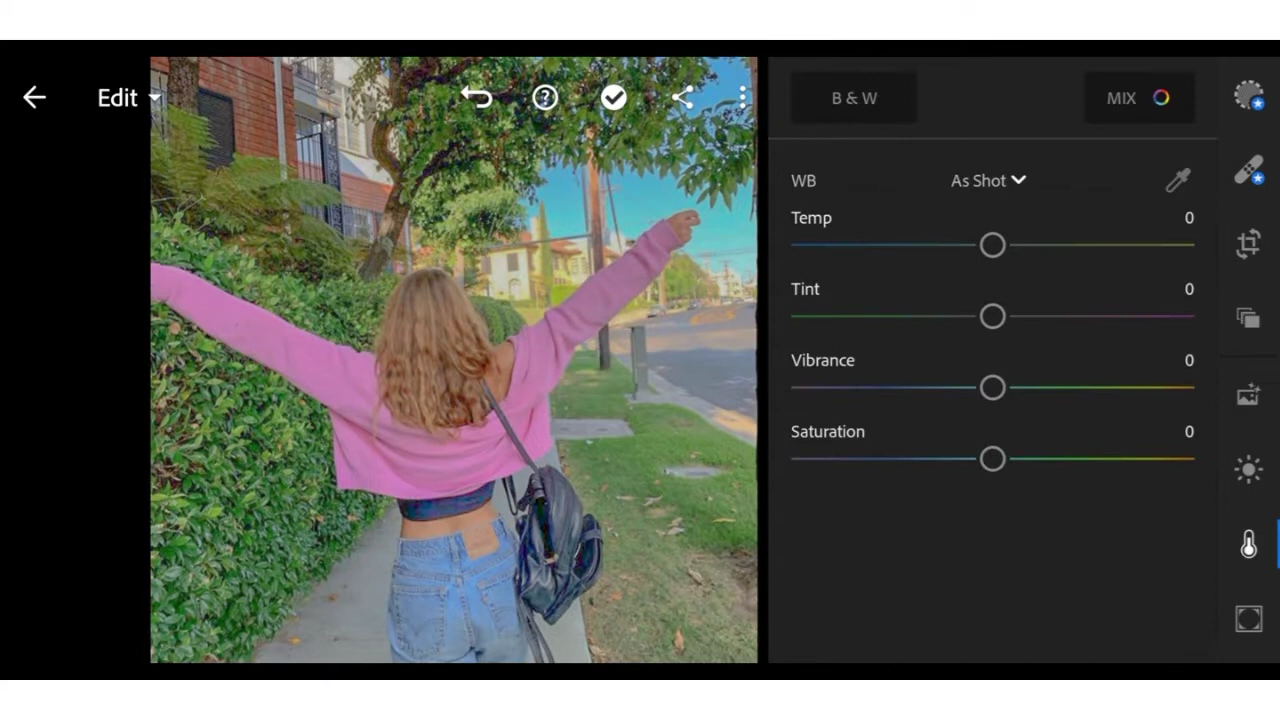 Edit
B & W
MIX
WB
As Shot
Temp
0
Tint
0
Vibrance
0
Saturation
0